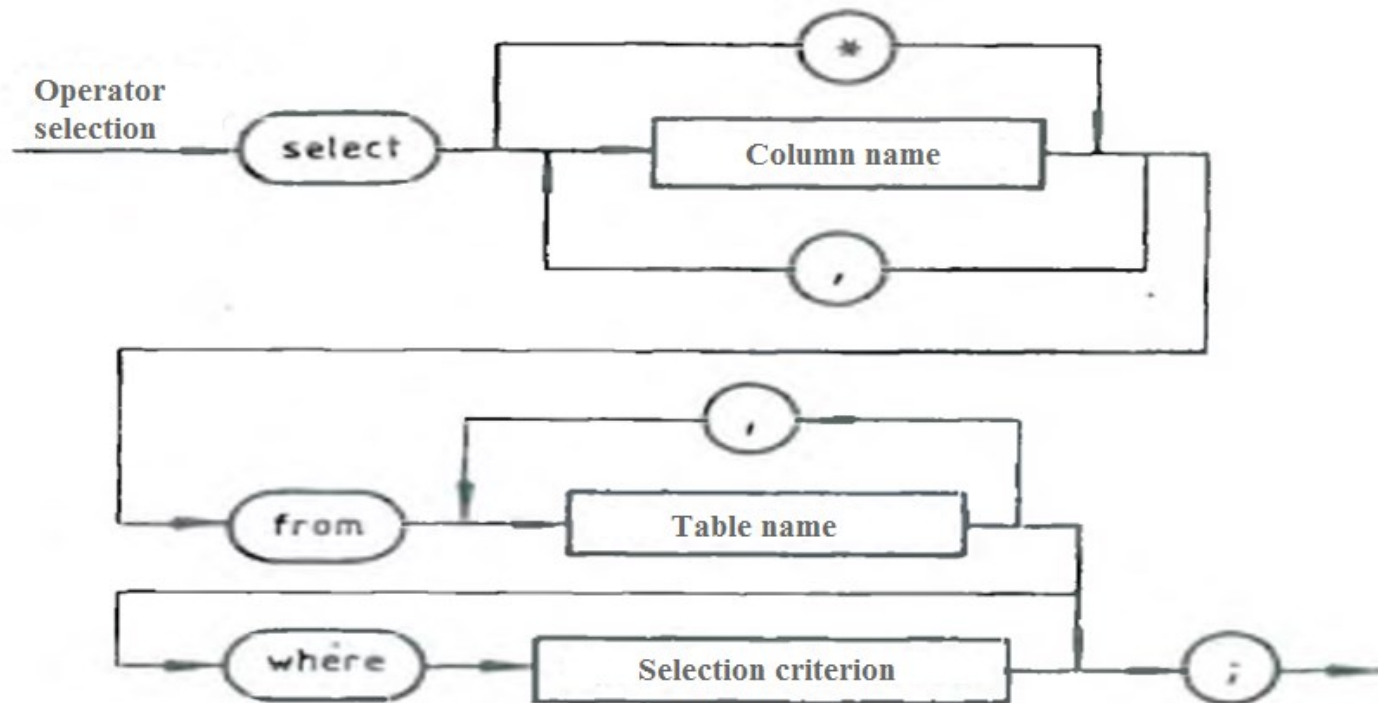 *
Operator
selection
select
Column name
,
,
from
Table name
where
Selection criterion
;